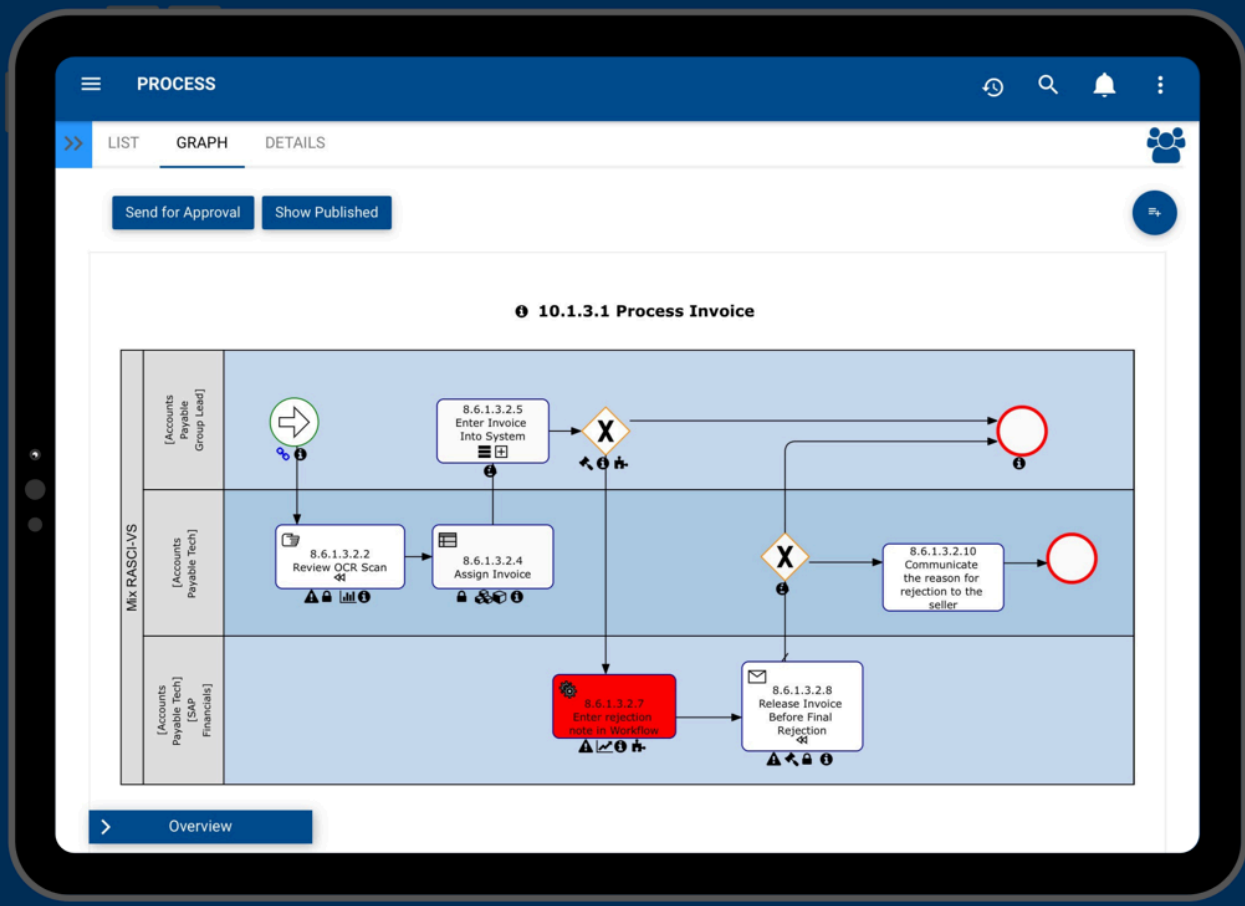 PROCESS
LIST
GRAPH
DETAILS
Send for Approval
Show Published
10.1.3.1 Process Invoice
Mix RASCI-VS
[Accounts
Payable
Group Lead]
8.6.1.3.2.5
Enter Invoice
Into System
X
[Accounts
Payable Tech]
8.6.1.3.2.2
Review OCR Scan
8.6.1.3.2.4
Assign Invoice
X
8.6.1.3.2.10
Communicate
the reason for
rejection to the
seller
[Accounts
Payable Tech]
[SAP
Financials]
8.6.1.3.2.7
Enter rejection
note in Workflow
8.6.1.3.2.8
Release Invoice
Before Final
Rejection
Overview